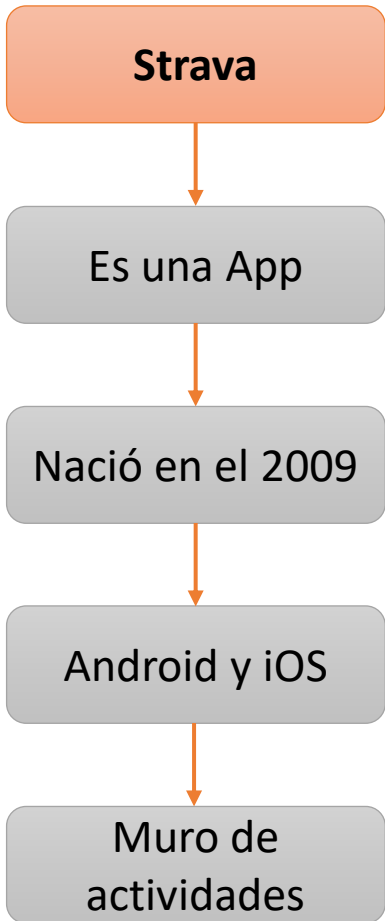 Strava
Es una App
Nació en el 2009
Android y iOS
Muro de
actividades